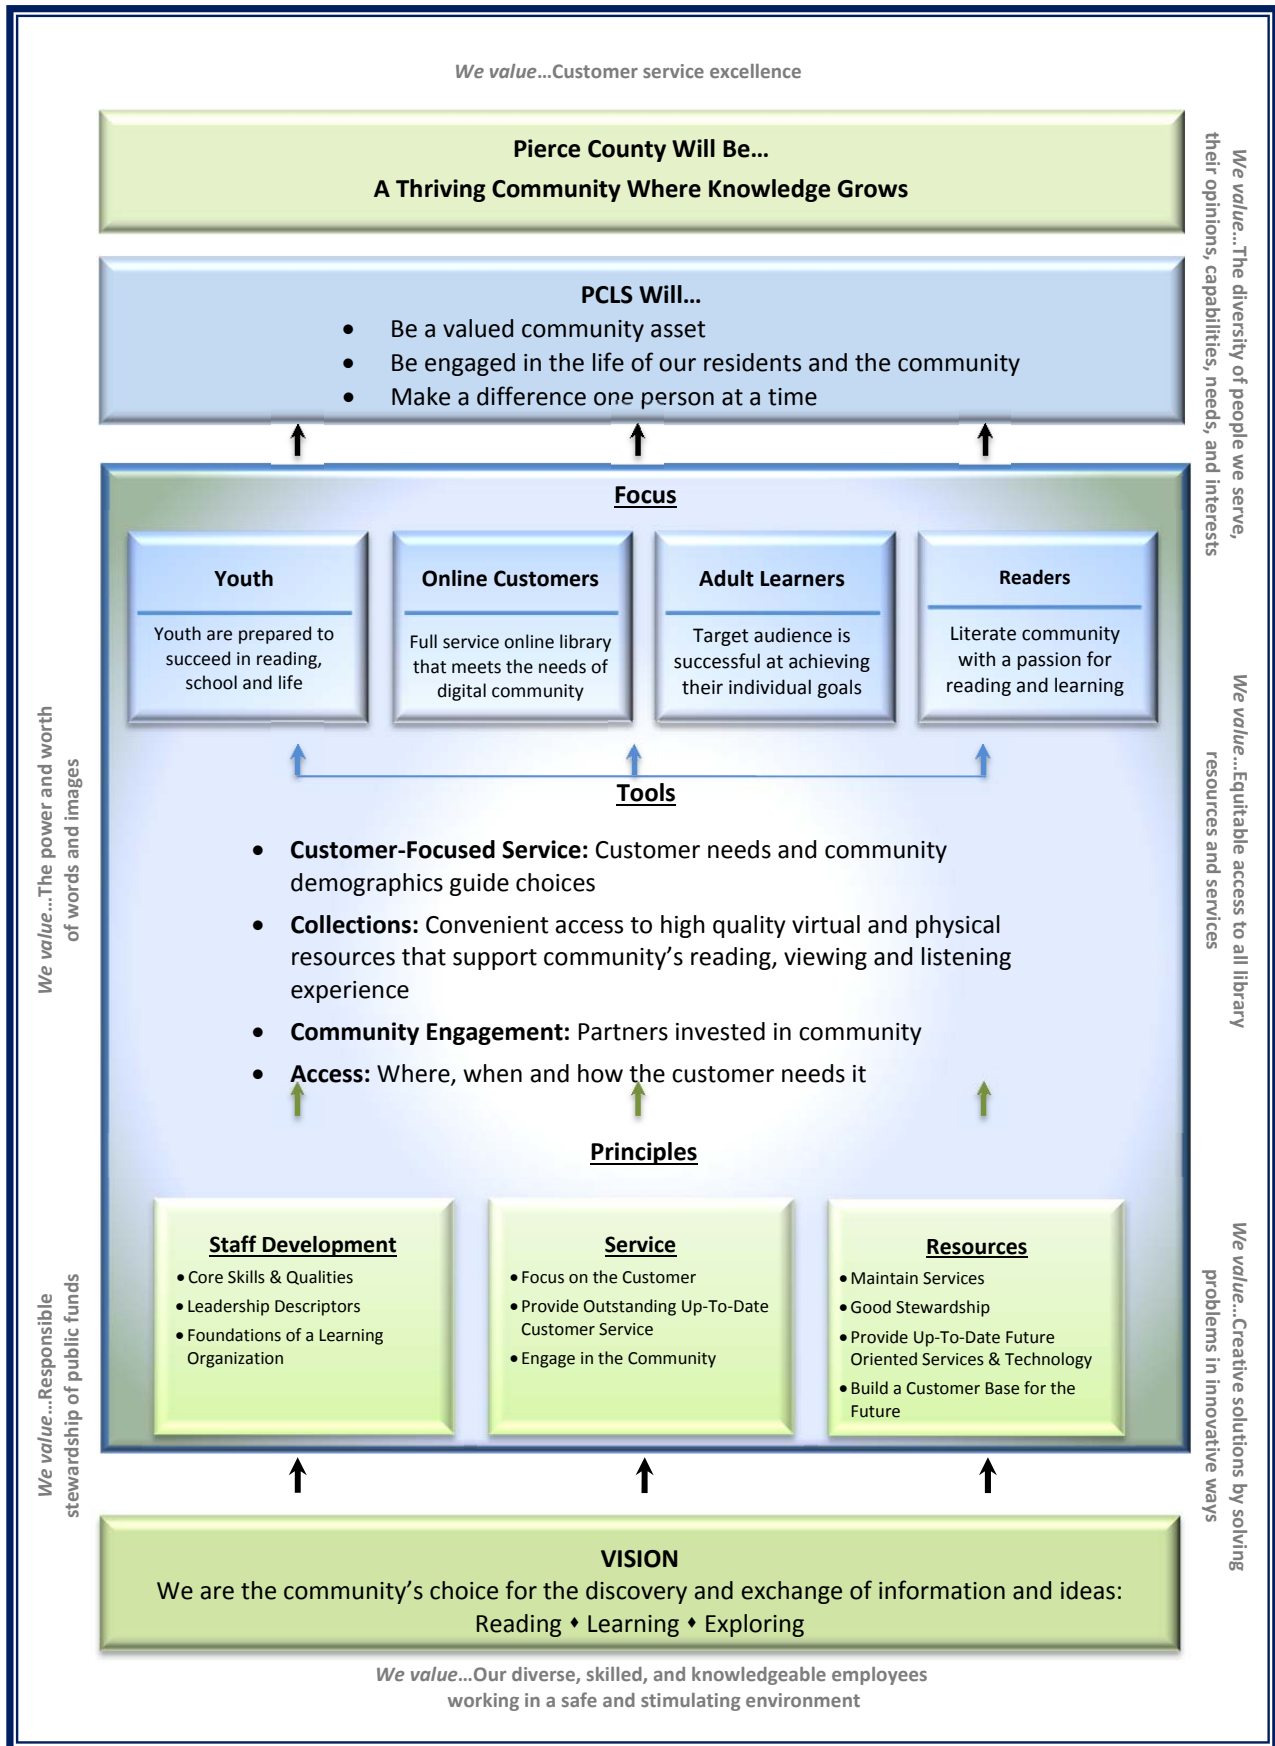 We value…Customer service excellence
Pierce County Will Be…
A Thriving Community Where Knowledge Grows
PCLS Will…
• Be a valued community asset
• Be engaged in the life of our residents and the community
• Make a difference one person at a time
Focus
Youth
Youth are prepared to
succeed in reading,
school and life
Online Customers
Full service online library
that meets the needs of
digital community
Adult Learners
Target audience is
successful at achieving
their individual goals
Readers
Literate community
with a passion for
reading and learning
Tools
• Customer-Focused Service: Customer needs and community
demographics guide choices
• Collections: Convenient access to high quality virtual and physical
resources that support community’s reading, viewing and listening
experience
• Community Engagement: Partners invested in community
• Access: Where, when and how the customer needs it
Principles
Staff Development
• Core Skills & Qualities
• Leadership Descriptors
• Foundations of a Learning
Organization
Service
• Focus on the Customer
• Provide Outstanding Up-To-Date
Customer Service
• Engage in the Community
Resources
• Maintain Services
• Good Stewardship
• Provide Up-To-Date Future
Oriented Services & Technology
• Build a Customer Base for the
Future
VISION
We are the community’s choice for the discovery and exchange of information and ideas:
Reading ♦ Learning ♦ Exploring
We value…Our diverse, skilled, and knowledgeable employees
working in a safe and stimulating environment
We value…The power and worth
of words and images
We value…Responsible
stewardship of public funds
We value…The diversity of people we serve,
their opinions, capabilities, needs, and interests
We value…Equitable access to all library
resources and services
We value…Creative solutions by solving
problems in innovative ways